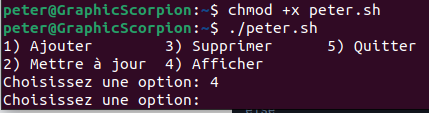 peter@GraphicScorpion:~$ chmod +x peter.sh
peter@GraphicScorpion:~$ ./peter.sh
1) Ajouter 3) Supprimer 5) Quitter
2) Mettre à jour 4) Afficher
Choisissez une option: 4
Choisissez une option:
else